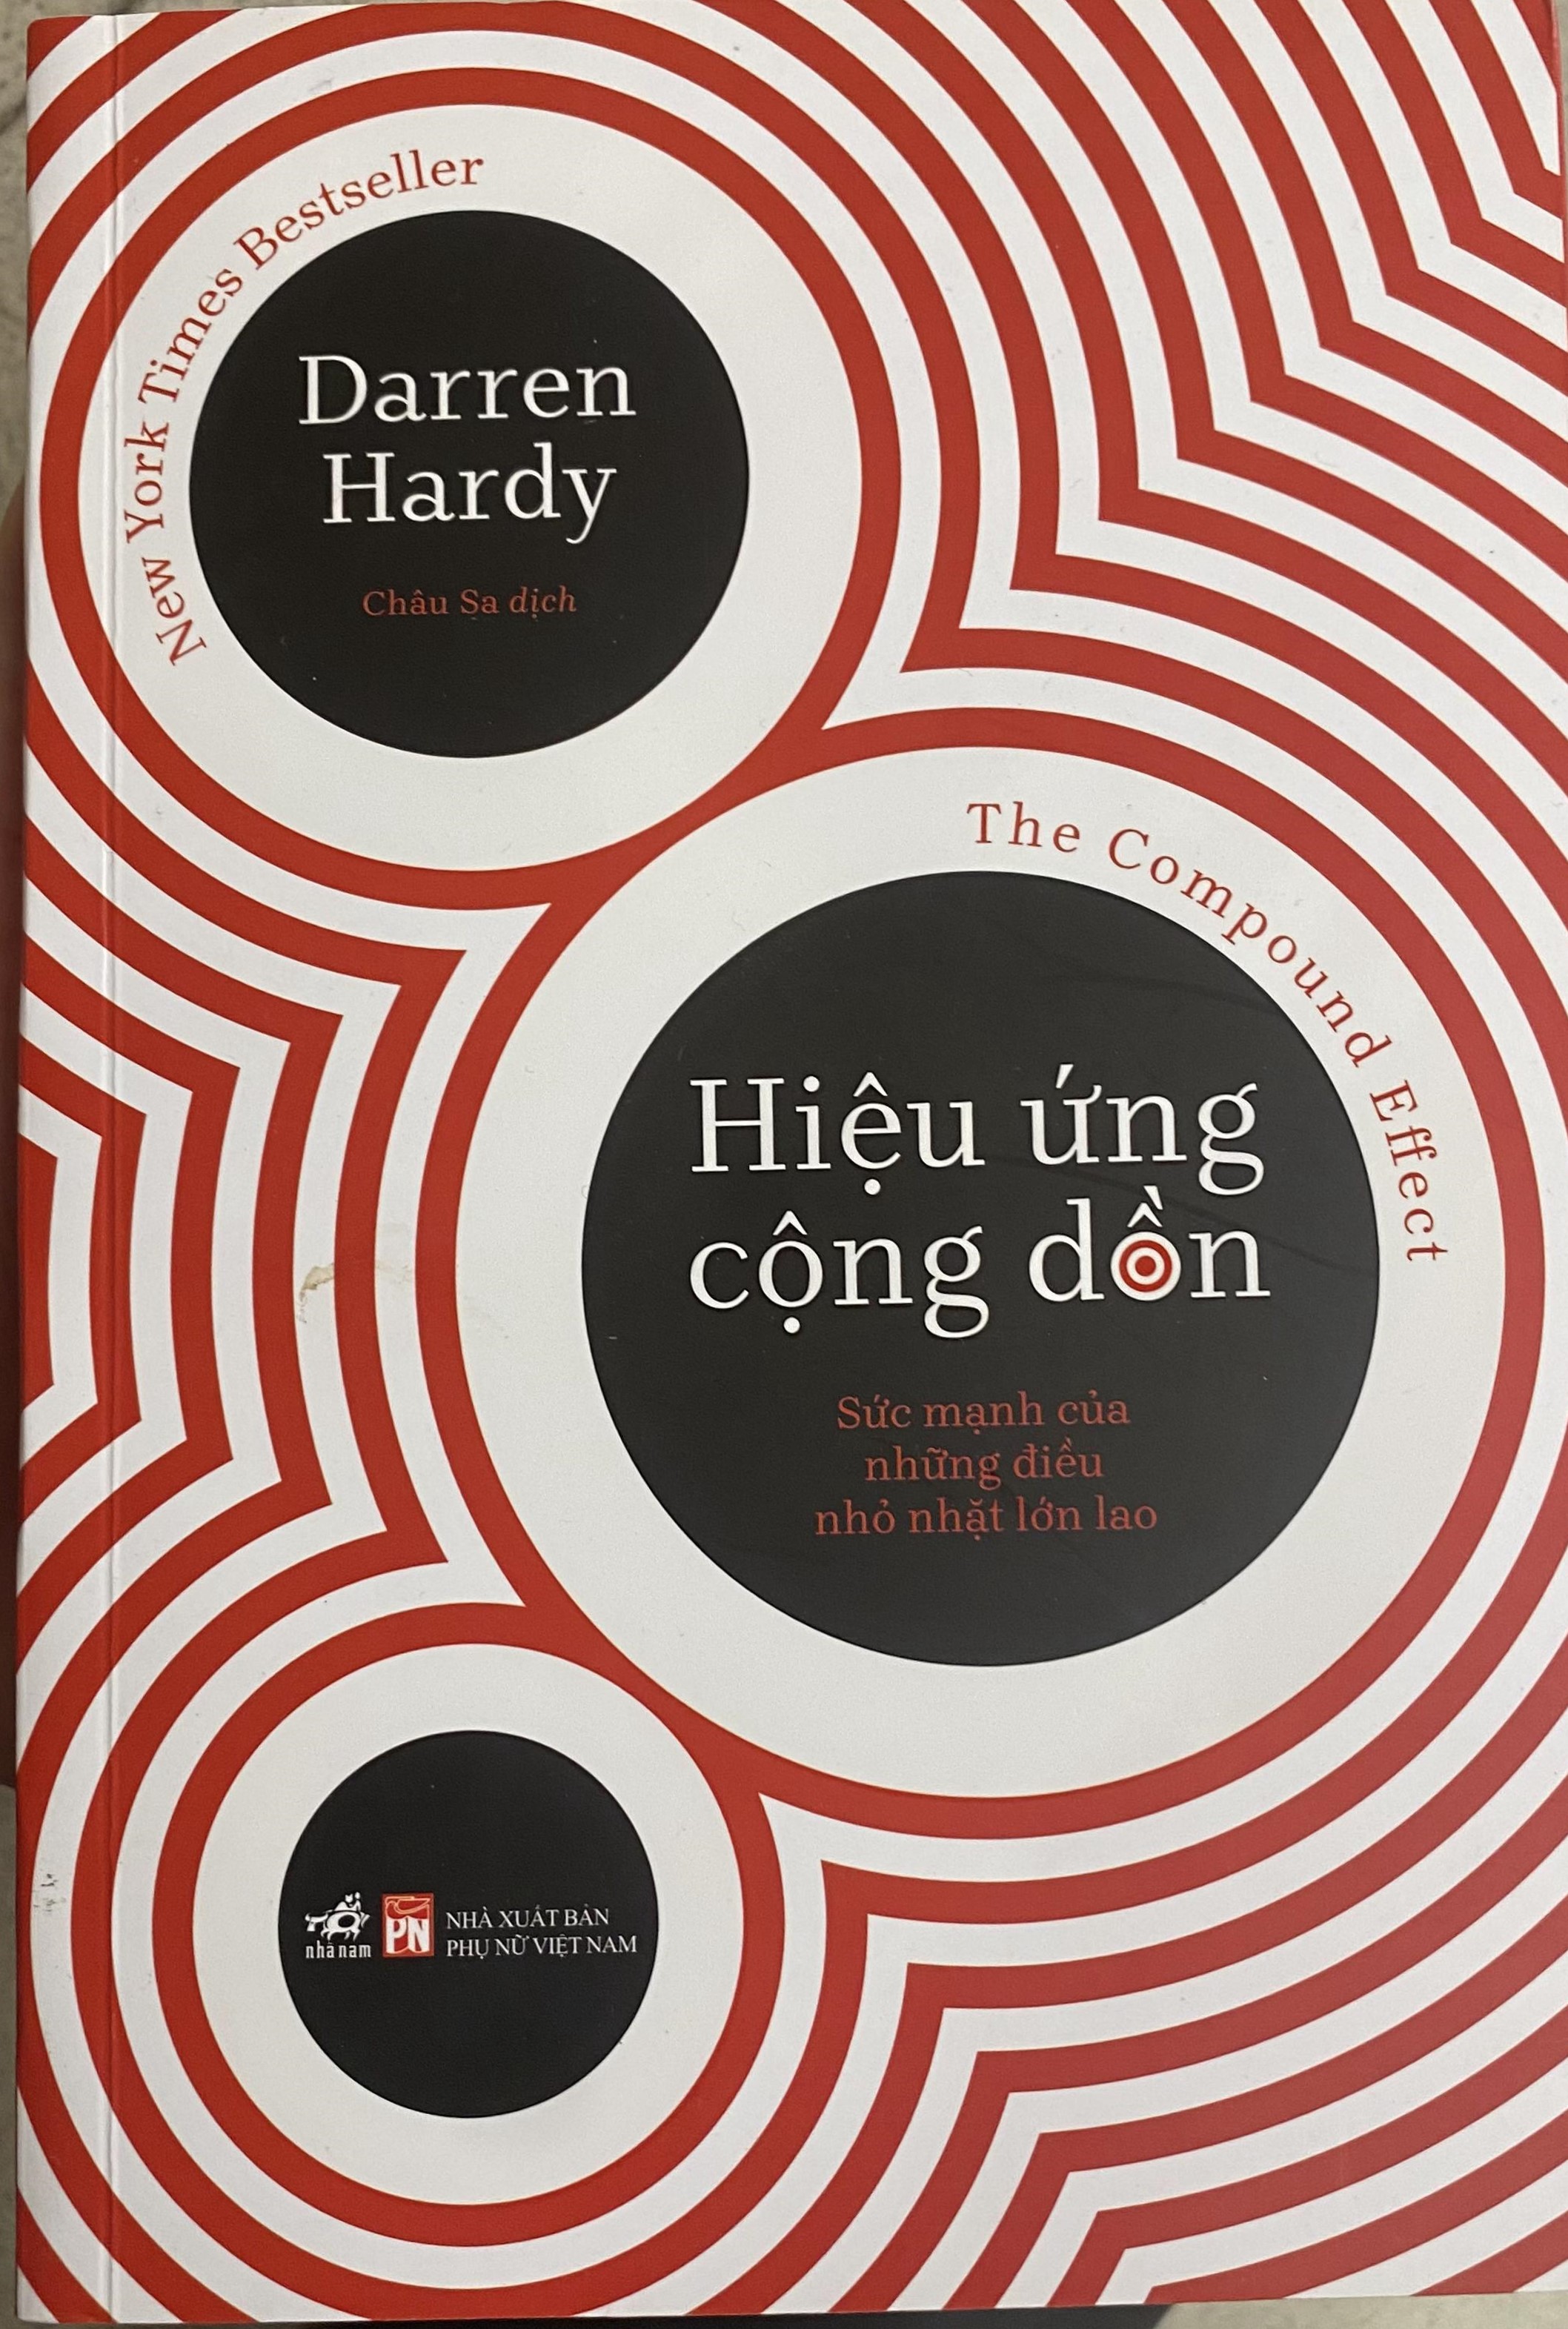 New York Times Bestseller
Darren
Hardy
Châu Sa dịch
The Compound Effect
Hiệu ứng
cộng dồn
Sức mạnh của
những điều
nhỏ nhặt lớn lao
nhã nam
PN
NHÀ XUẤT BẢN
PHỤ NỮ VIỆT NAM